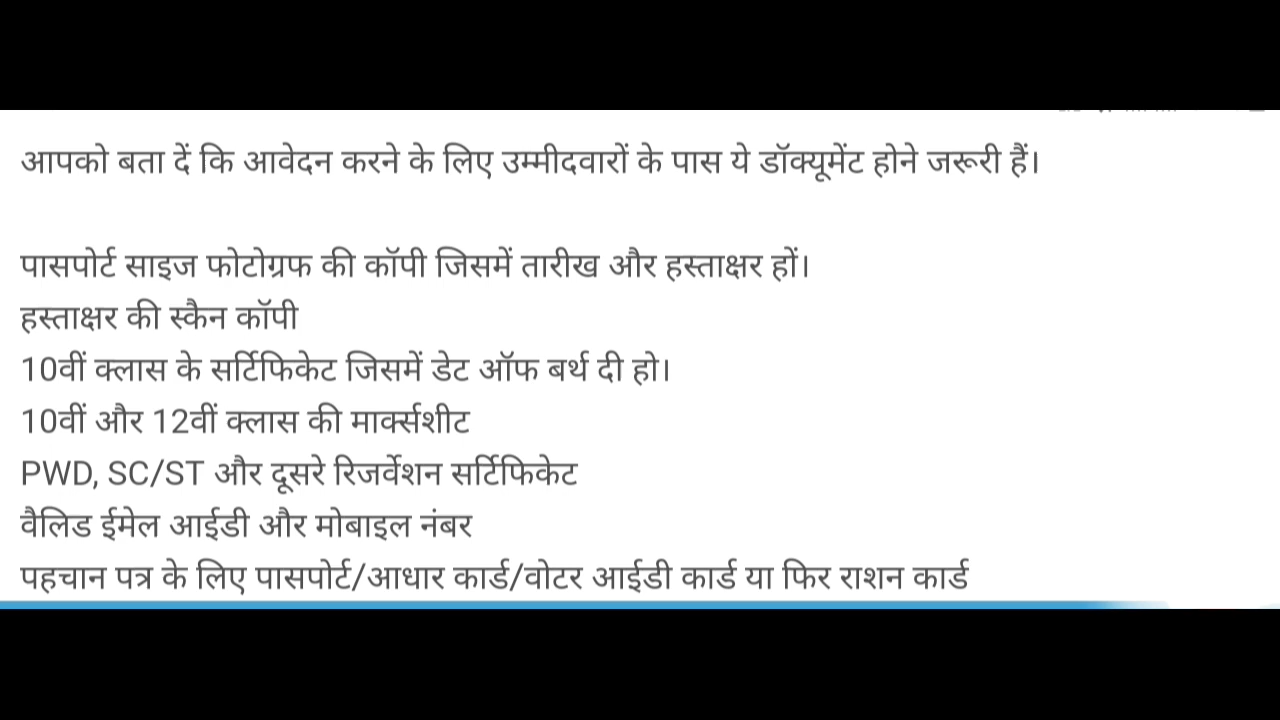 आपको बता दें कि आवेदन करने के लिए उम्मीदवारों के पास ये डॉक्यूमेंट होने जरूरी हैं।
पासपोर्ट साइज फोटोग्रफ की कॉपी जिसमें तारीख और हस्ताक्षर हों।
हस्ताक्षर की स्कैन कॉपी
10वीं क्लास के सर्टिफिकेट जिसमें डेट ऑफ बर्थ दी हो।
10वीं और 12वीं क्लास की मार्क्सशीट
PWD, SC/ST और दूसरे रिजर्वेशन सर्टिफिकेट
वैलिड ईमेल आईडी और मोबाइल नंबर
पहचान पत्र के लिए पासपोर्ट/आधार कार्ड/वोटर आईडी कार्ड या फिर राशन कार्ड